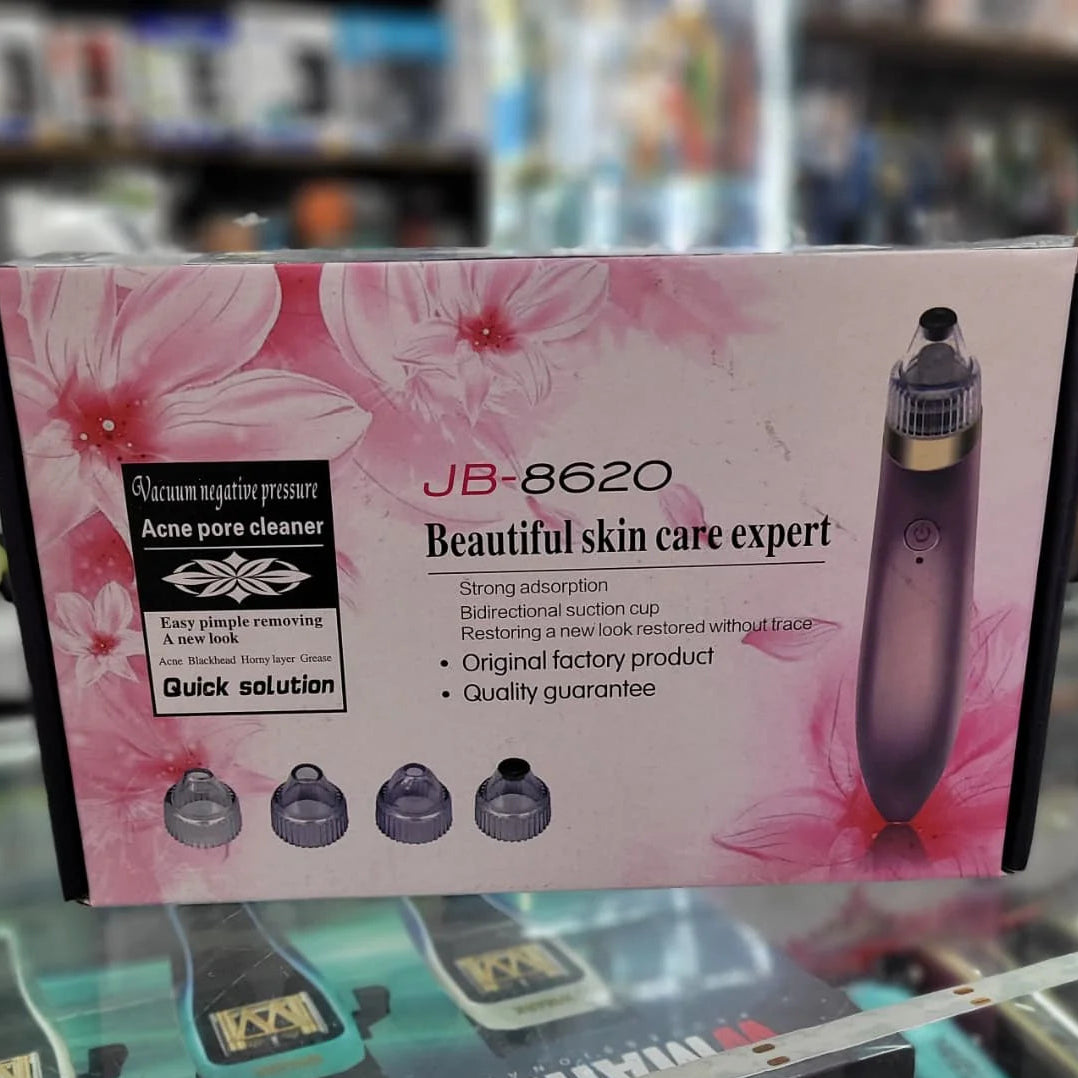 Vacuum negative pressure
Acne pore cleaner
Easy pimple removing
A new look
Acne Blackhead Horny layer Grease
Quick solution
JB-8620
Beautiful skin care expert
Strong adsorption
Bidirectional suction cup
Restoring a new look restored without trace
• Original factory product
• Quality guarantee